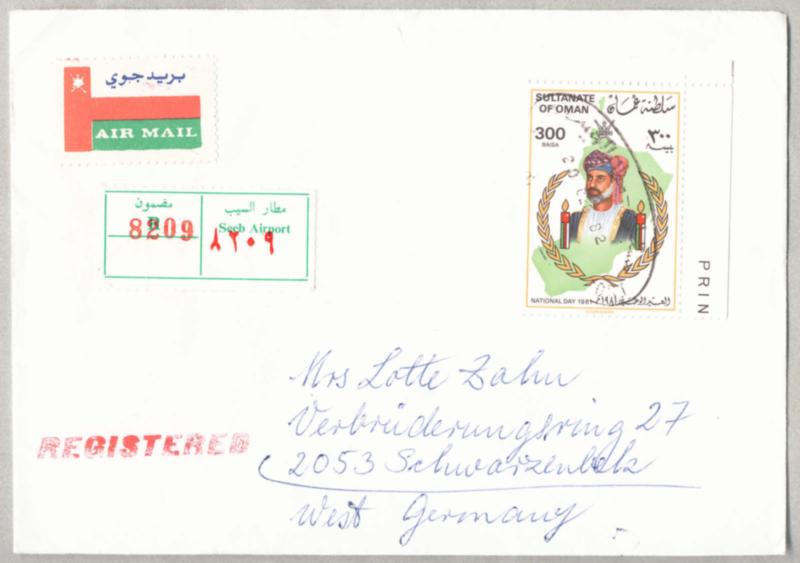 بريد جوي
AIR MAIL
مضمون
R
8209
مطار السيب
Seeb Airport
٨٢٠٩
SULTANATE
OF OMAN
سلطنة عمان
300
BAISA
٣٠٠
بيسة
NATIONAL DAY 1981
١٩٨١
PRIN
REGISTERED
Mrs Lotte Zahn
Verbrüderungsring 27
2053 Schwarzenbek
West Germany